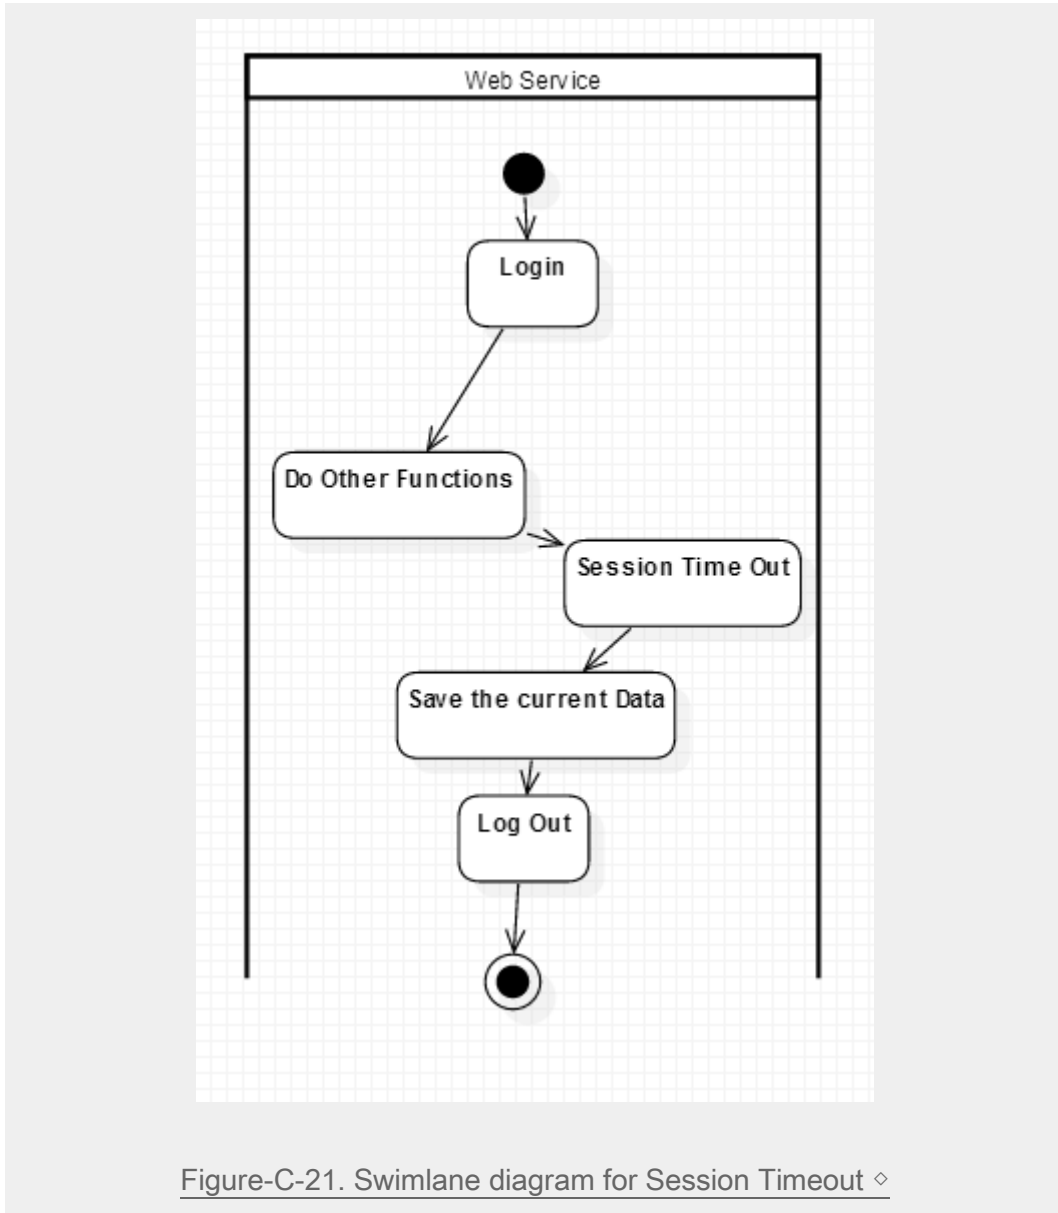 Web Service
Login
Do Other Functions
Session Time Out
Save the current Data
Log Out
Figure-C-21. Swimlane diagram for Session Timeout ◇